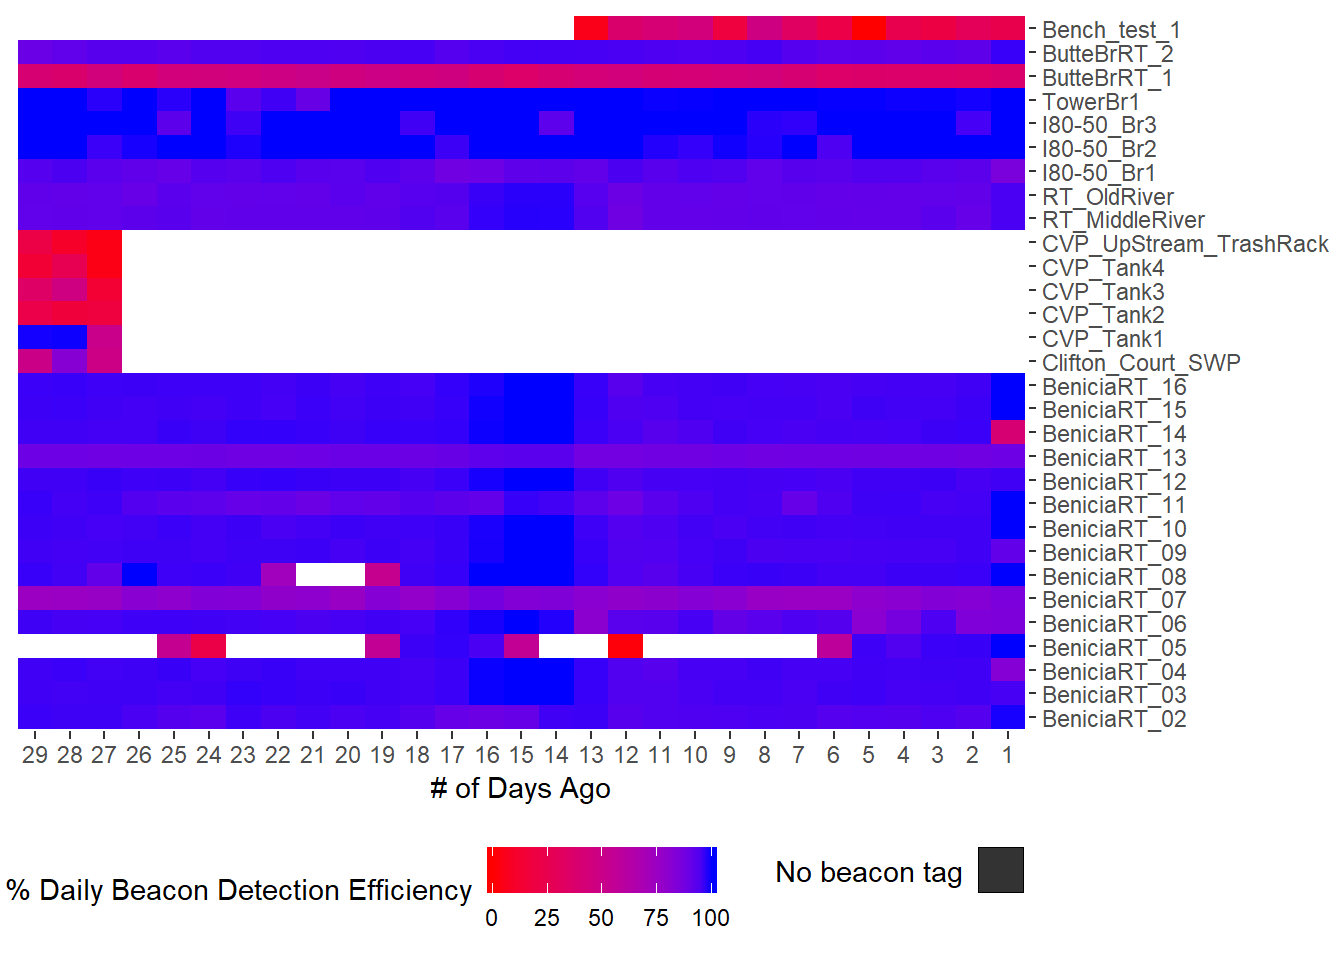 Bench_test_1
ButteBrRT_2
ButteBrRT_1
TowerBr1
I80-50_Br3
I80-50_Br2
I80-50_Br1
RT_OldRiver
RT_MiddleRiver
CVP_UpStream_TrashRack
CVP_Tank4
CVP_Tank3
CVP_Tank2
CVP_Tank1
Clifton_Court_SWP
BeniciaRT_16
BeniciaRT_15
BeniciaRT_14
BeniciaRT_13
BeniciaRT_12
BeniciaRT_11
BeniciaRT_10
BeniciaRT_09
BeniciaRT_08
BeniciaRT_07
BeniciaRT_06
BeniciaRT_05
BeniciaRT_04
BeniciaRT_03
BeniciaRT_02
29 28 27 26 25 24 23 22 21 20 19 18 17 16 15 14 13 12 11 10 9 8 7 6 5 4 3 2 1
# of Days Ago
% Daily Beacon Detection Efficiency
0 25 50 75 100
No beacon tag